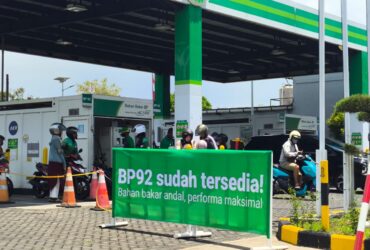 BP92 sudah tersedia!
Bahan bakar andal, performa maksimal